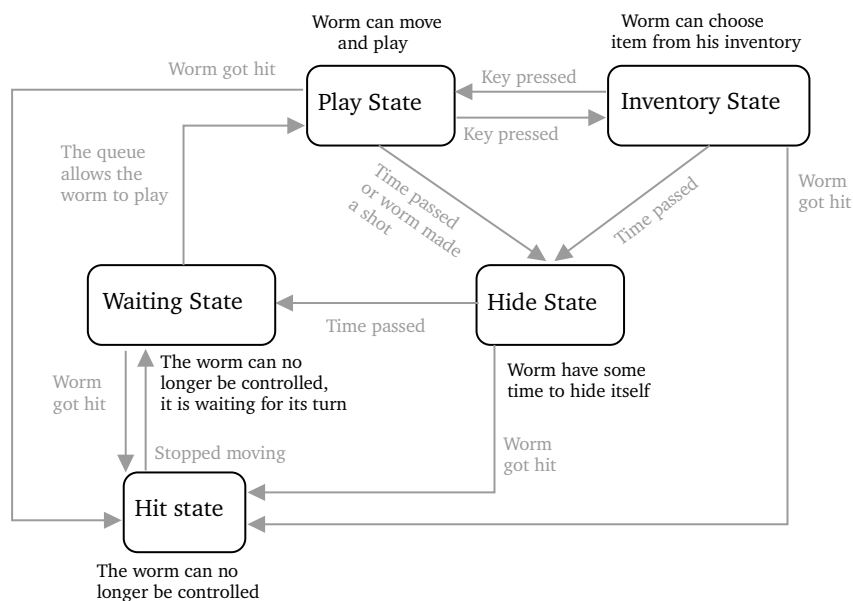 Worm can move
and play
Worm can choose
item from his inventory
Worm got hit
Play State
Key pressed
Key pressed
Inventory State
The queue
allows the
worm to play
Time passed
or worm made
a shot
Time passed
Worm
got hit
Waiting State
Time passed
Hide State
Worm
got hit
The worm can no
longer be controlled,
it is waiting for its turn
Worm have some
time to hide itself
Stopped moving
Worm
got hit
Hit state
The worm can no
longer be controlled